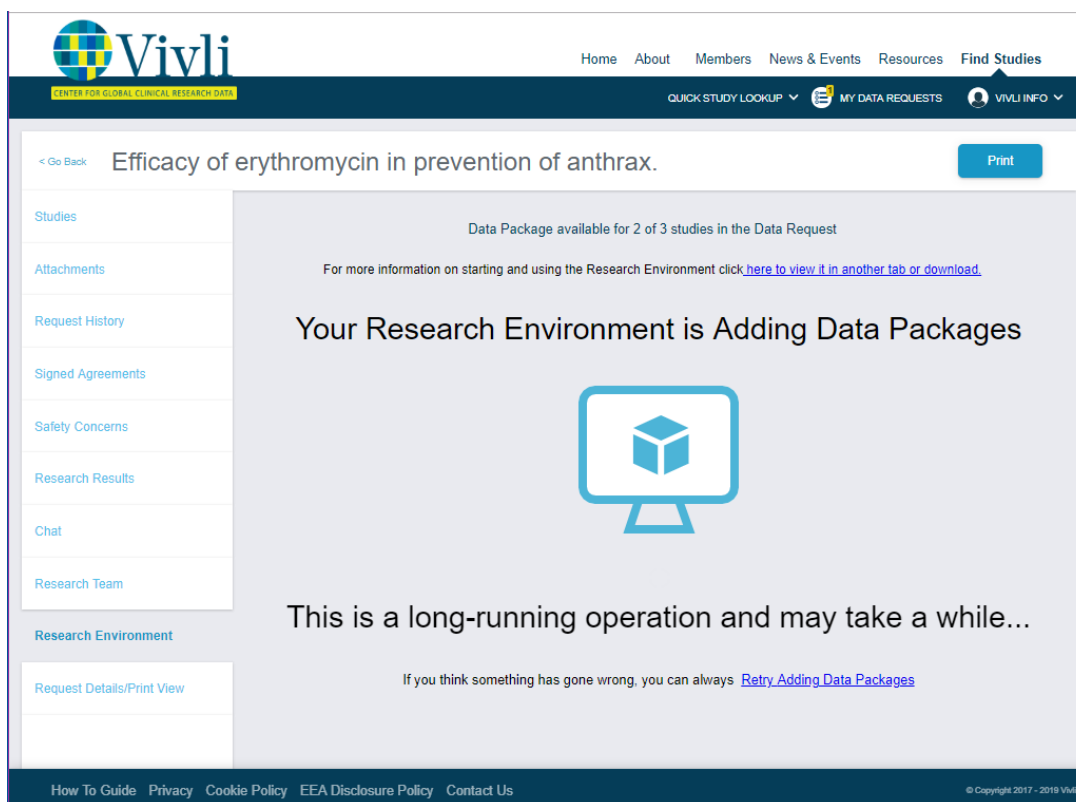 Vivli
CENTER FOR GLOBAL CLINICAL RESEARCH DATA
Home About Members News & Events Resources Find Studies
QUICK STUDY LOOKUP 1 MY DATA REQUESTS VIVLI INFO
< Go Back Efficacy of erythromycin in prevention of anthrax. Print
Studies
Attachments
Request History
Signed Agreements
Safety Concerns
Research Results
Chat
Research Team
Research Environment
Request Details/Print View
Data Package available for 2 of 3 studies in the Data Request
For more information on starting and using the Research Environment click here to view it in another tab or download.
Your Research Environment is Adding Data Packages
This is a long-running operation and may take a while...
If you think something has gone wrong, you can always Retry Adding Data Packages
How To Guide Privacy Cookie Policy EEA Disclosure Policy Contact Us
© Copyright 2017 - 2019 Vivli